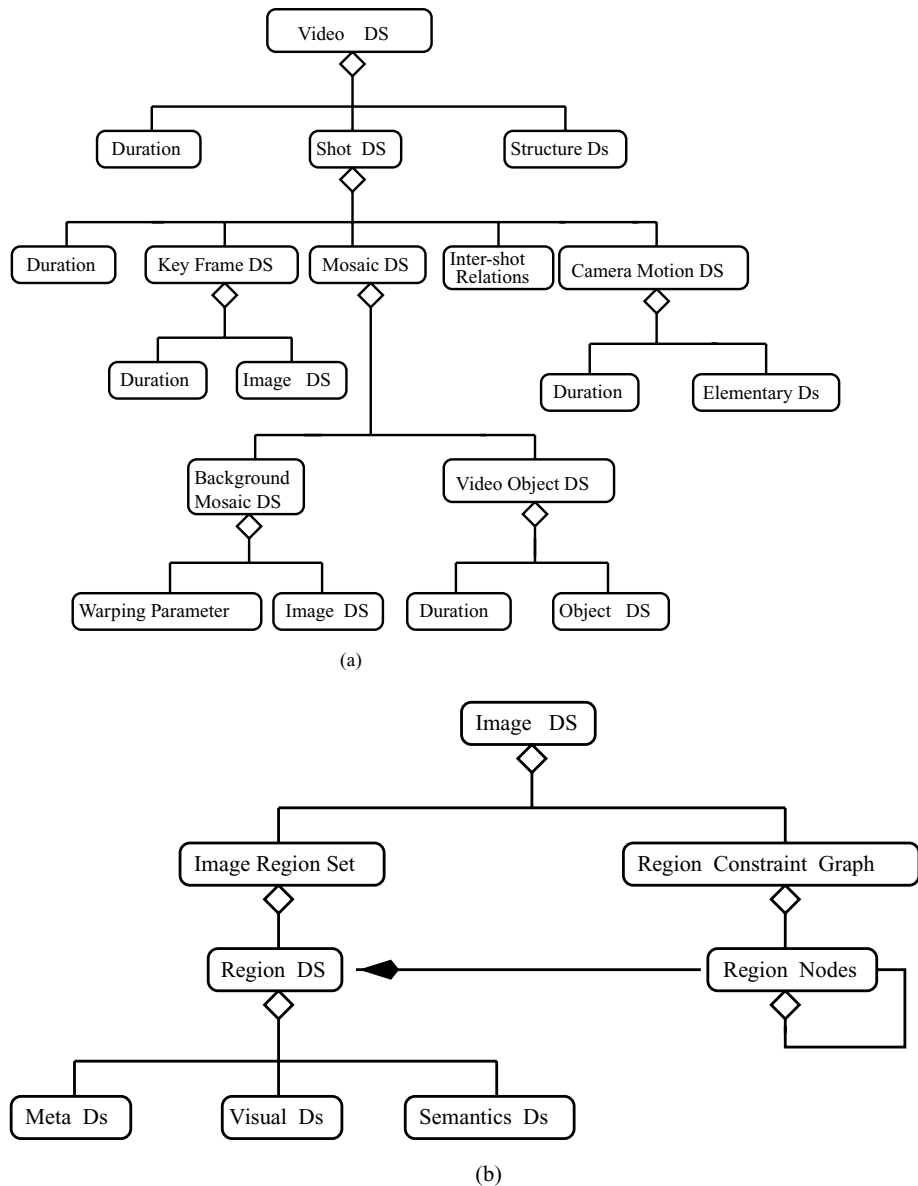 Video DS
Duration
Shot DS
Structure Ds
Duration
Key Frame DS
Mosaic DS
Inter-shot
Relations
Camera Motion DS
Duration
Image DS
Duration
Elementary Ds
Background
Mosaic DS
Video Object DS
Warping Parameter
Image DS
Duration
Object DS
(a)
Image DS
Image Region Set
Region Constraint Graph
Region DS
Region Nodes
Meta Ds
Visual Ds
Semantics Ds
(b)